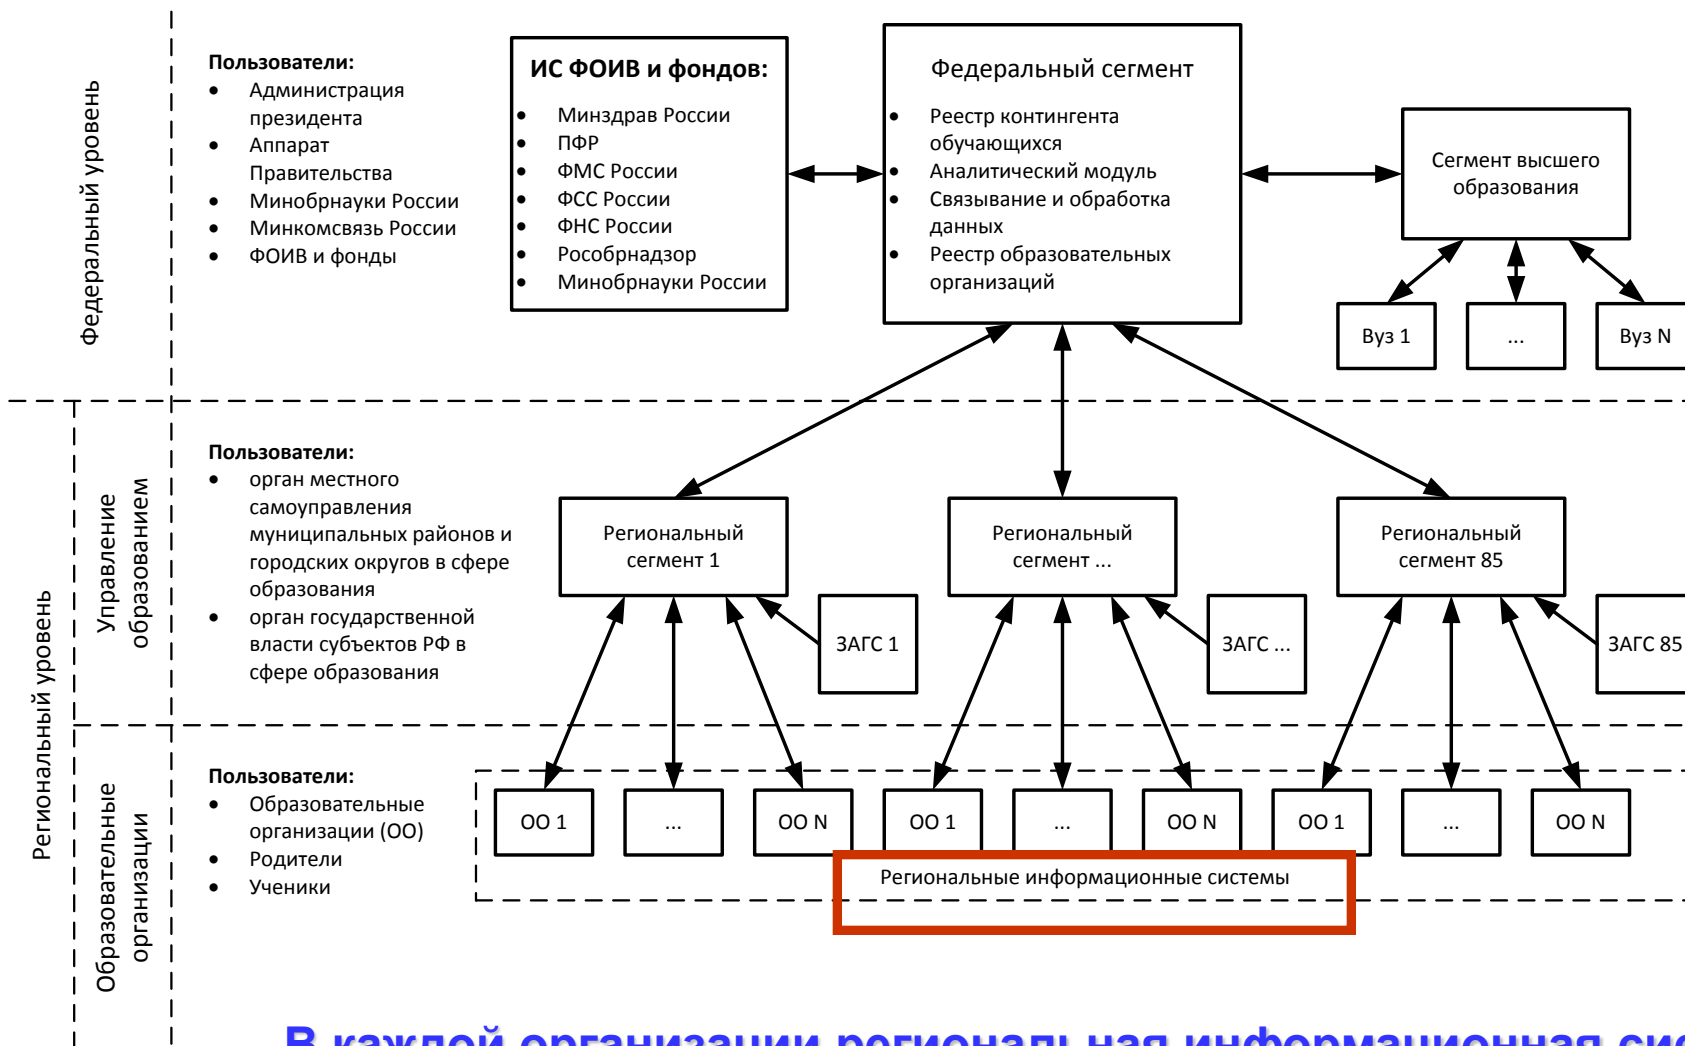 Федеральный уровень
Пользователи:
Администрация
президента
Аппарат
Правительства
Минобрнауки России
Минкомсвязь России
ФОИВ и фонды
ИС ФОИВ и фондов:
Минздрав России
ПФР
ФМС России
ФСС России
ФНС России
Рособрнадзор
Минобрнауки России
Федеральный сегмент
Реестр контингента
обучающихся
Аналитический модуль
Связывание и обработка
данных
Реестр образовательных
организаций
Сегмент высшего
образования
Вуз 1
...
Вуз N
Региональный уровень
Управление
образованием
Пользователи:
орган местного
самоуправления
муниципальных районов и
городских округов в сфере
образования
орган государственной
власти субъектов РФ в
сфере образования
Региональный
сегмент 1
Региональный
сегмент ...
Региональный
сегмент 85
ЗАГС 1
ЗАГС ...
ЗАГС 85
Образовательные
организации
Пользователи:
Образовательные
организации (ОО)
Родители
Ученики
ОО 1
...
ОО N
ОО 1
...
ОО N
ОО 1
...
ОО N
Региональные информационные системы
В каждой организации региональная информационная